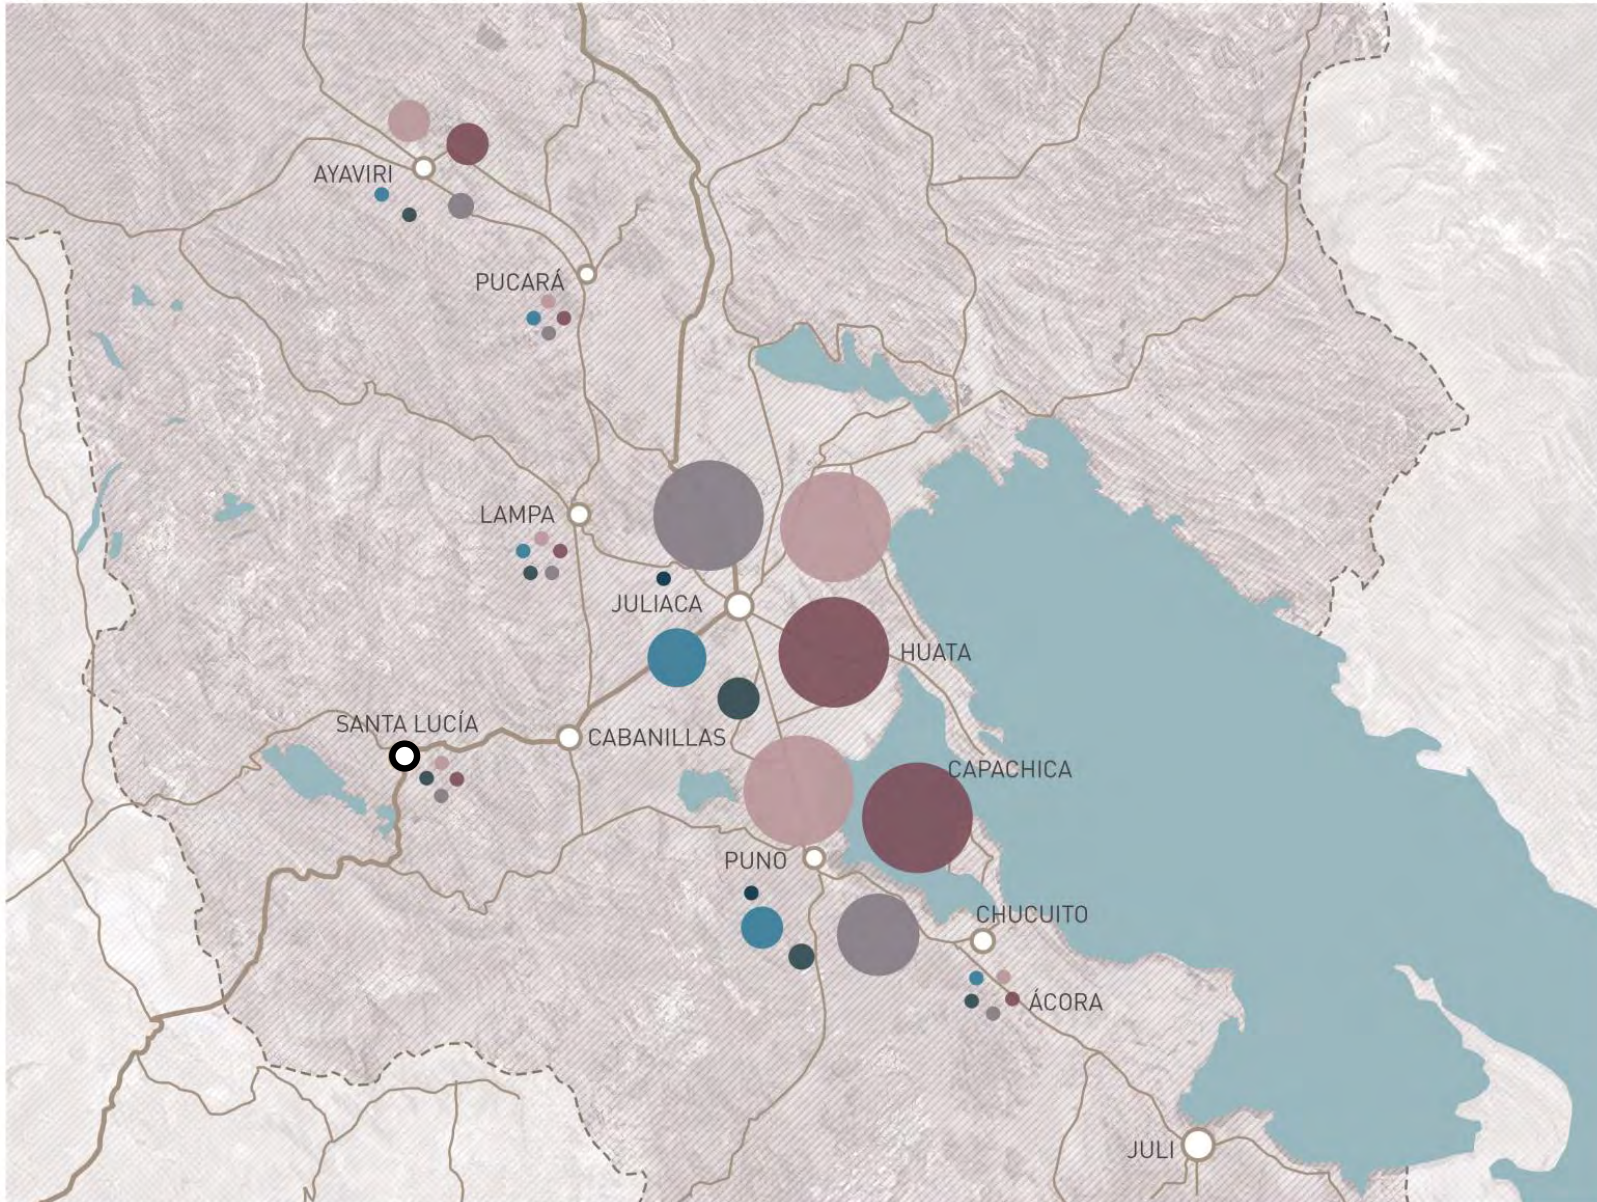 AYAVIRI
PUCARÁ
LAMPA
JULIACA
HUATA
SANTA LUCÍA
CABANILLAS
CAPACHICA
PUNO
CHUCUITO
ÁCORA
JULI